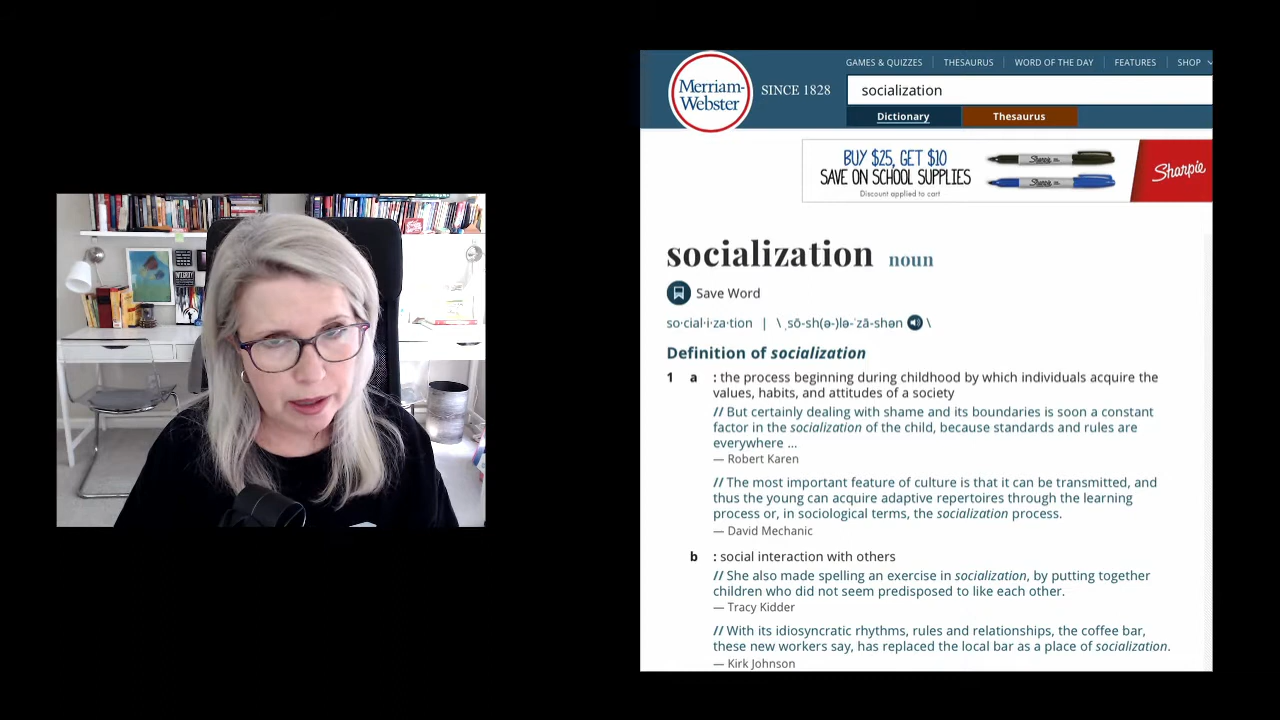 Merriam-
Webster
SINCE 1828
GAMES & QUIZZES
THESAURUS
WORD OF THE DAY
FEATURES
SHOP
socialization
Dictionary
Thesaurus
BUY $25, GET $10
SAVE ON SCHOOL SUPPLIES
Discount applied to cart
Sharpie
Sharpie
Sharpie
socialization noun
Save Word
so·cial·i·za·tion | \ ˌsō-sh(ə-)lə-ˈzā-shən \
Definition of socialization
1 a : the process beginning during childhood by which individuals acquire the
values, habits, and attitudes of a society
// But certainly dealing with shame and its boundaries is soon a constant
factor in the socialization of the child, because standards and rules are
everywhere ...
— Robert Karen
// The most important feature of culture is that it can be transmitted, and
thus the young can acquire adaptive repertoires through the learning
process or, in sociological terms, the socialization process.
— David Mechanic
b : social interaction with others
// She also made spelling an exercise in socialization, by putting together
children who did not seem predisposed to like each other.
— Tracy Kidder
// With its idiosyncratic rhythms, rules and relationships, the coffee bar,
these new workers say, has replaced the local bar as a place of socialization.
— Kirk Johnson
INTEGRITY